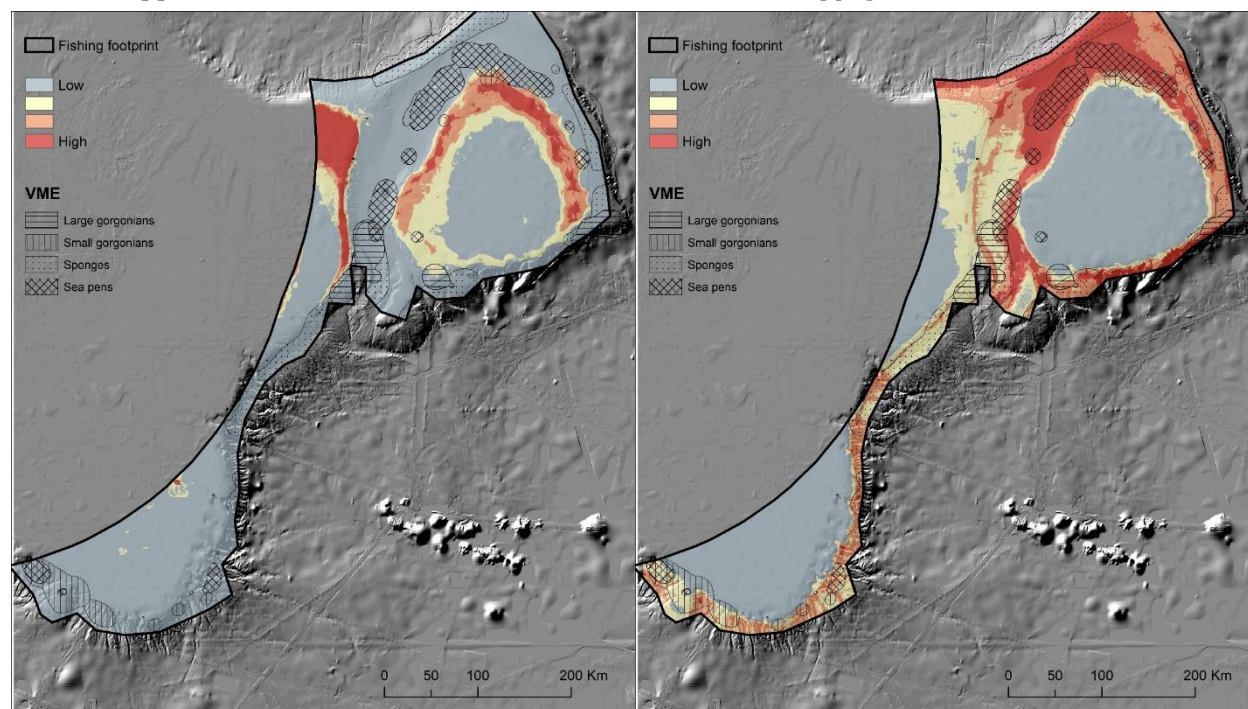 Fishing footprint
Low
High
VME
Large gorgonians
Small gorgonians
Sponges
Sea pens
0 50 100 200 Km
Fishing footprint
Low
High
VME
Large gorgonians
Small gorgonians
Sponges
Sea pens
0 50 100 200 Km